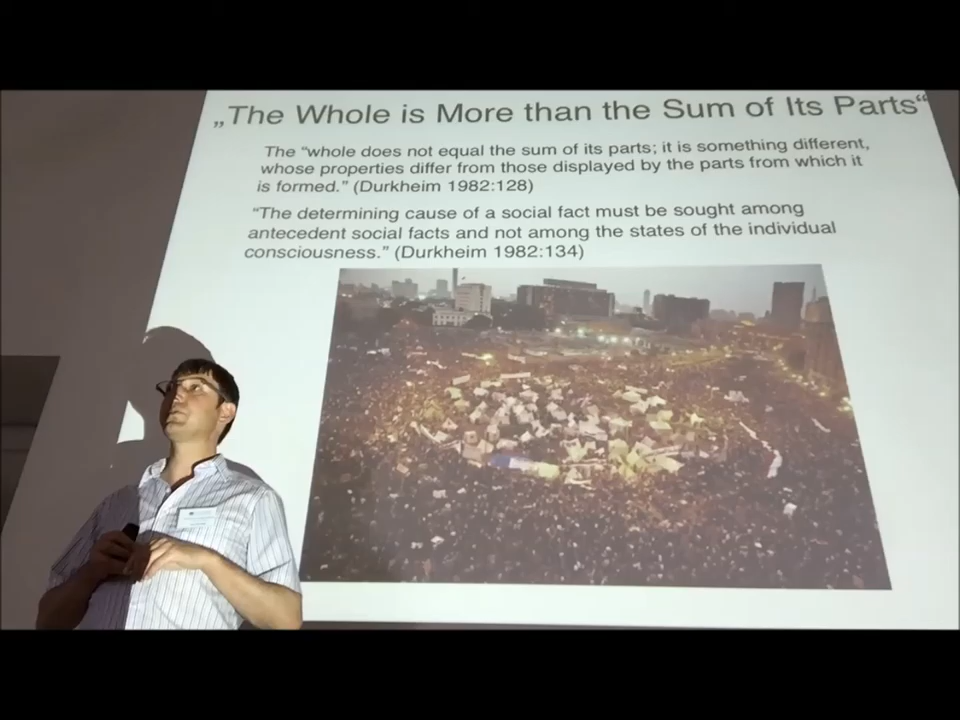 „The Whole is More than the Sum of Its Parts“
The “whole does not equal the sum of its parts; it is something different,
whose properties differ from those displayed by the parts from which it
is formed.” (Durkheim 1982:128)
“The determining cause of a social fact must be sought among
antecedent social facts and not among the states of the individual
consciousness.” (Durkheim 1982:134)